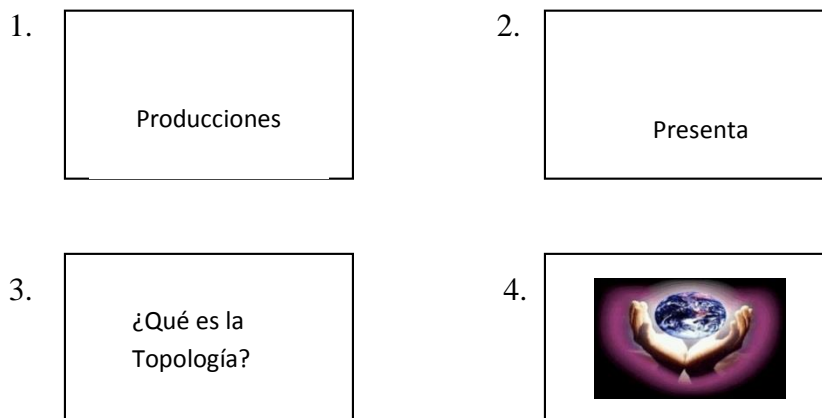 1.
Producciones
2.
Presenta
3.
¿Qué es la
Topología?
4.